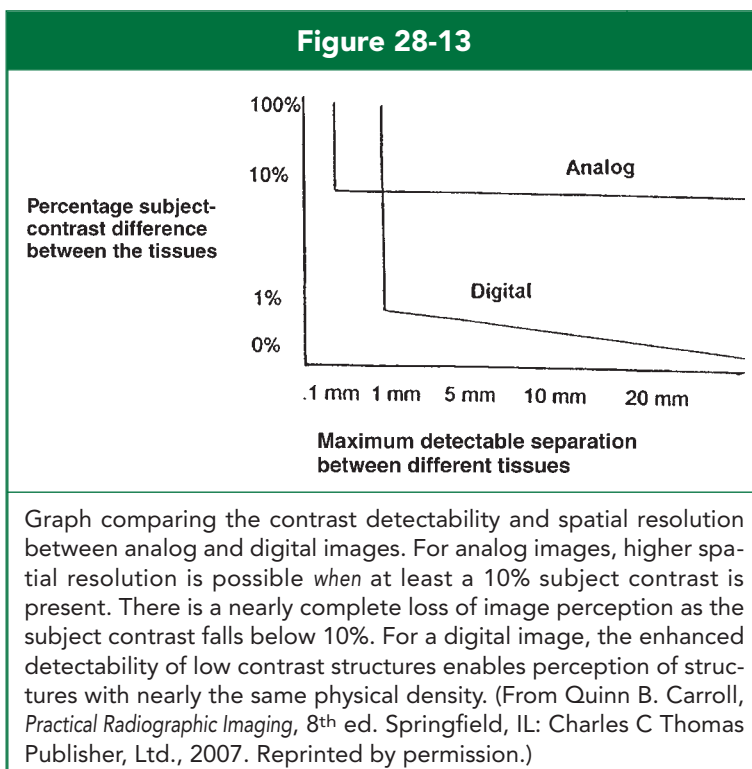 Figure 28-13
100%
Analog
10%
Percentage subject-
contrast difference
between the tissues
Digital
1%
0%
.1 mm 1 mm 5 mm 10 mm 20 mm
Maximum detectable separation
between different tissues
Graph comparing the contrast detectability and spatial resolution
between analog and digital images. For analog images, higher spa-
tial resolution is possible when at least a 10% subject contrast is
present. There is a nearly complete loss of image perception as the
subject contrast falls below 10%. For a digital image, the enhanced
detectability of low contrast structures enables perception of struc-
tures with nearly the same physical density. (From Quinn B. Carroll,
Practical Radiographic Imaging, 8th ed. Springfield, IL: Charles C Thomas
Publisher, Ltd., 2007. Reprinted by permission.)